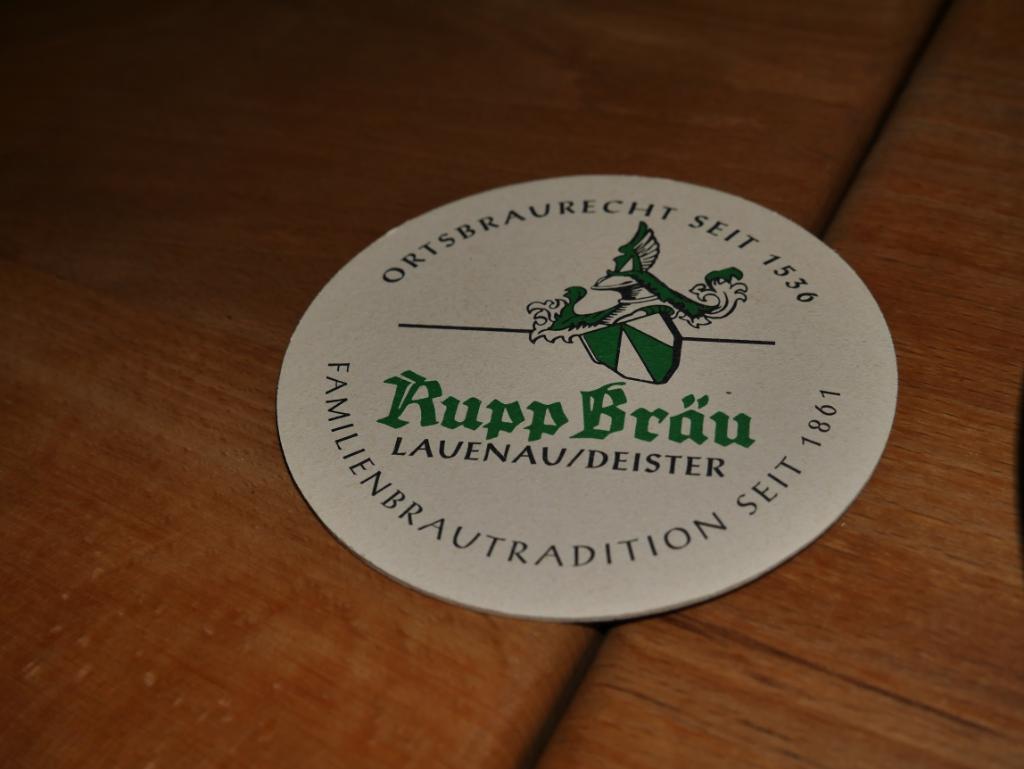 ORTSBRAURECHT SEIT 1536
Rupp Bräu
LAUENAU/DEISTER
FAMILIENBRAUTRADITION SEIT 1861